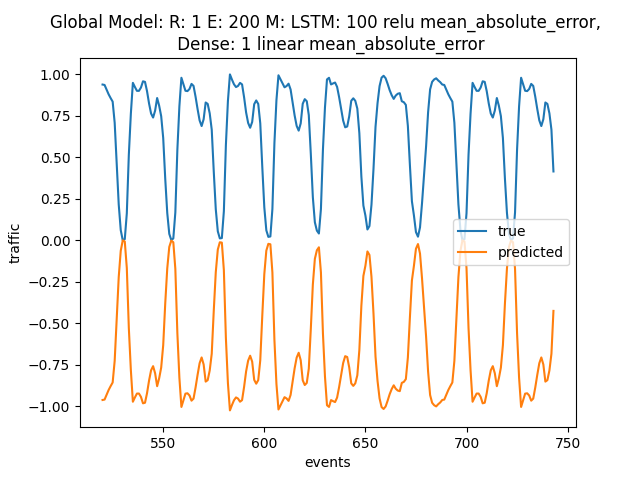 Global Model: R: 1 E: 200 M: LSTM: 100 relu mean_absolute_error,
Dense: 1 linear mean_absolute_error
1.00
0.75
0.50
0.25
0.00
−0.25
−0.50
−0.75
−1.00
traffic
true
predicted
550
600
650
700
750
events